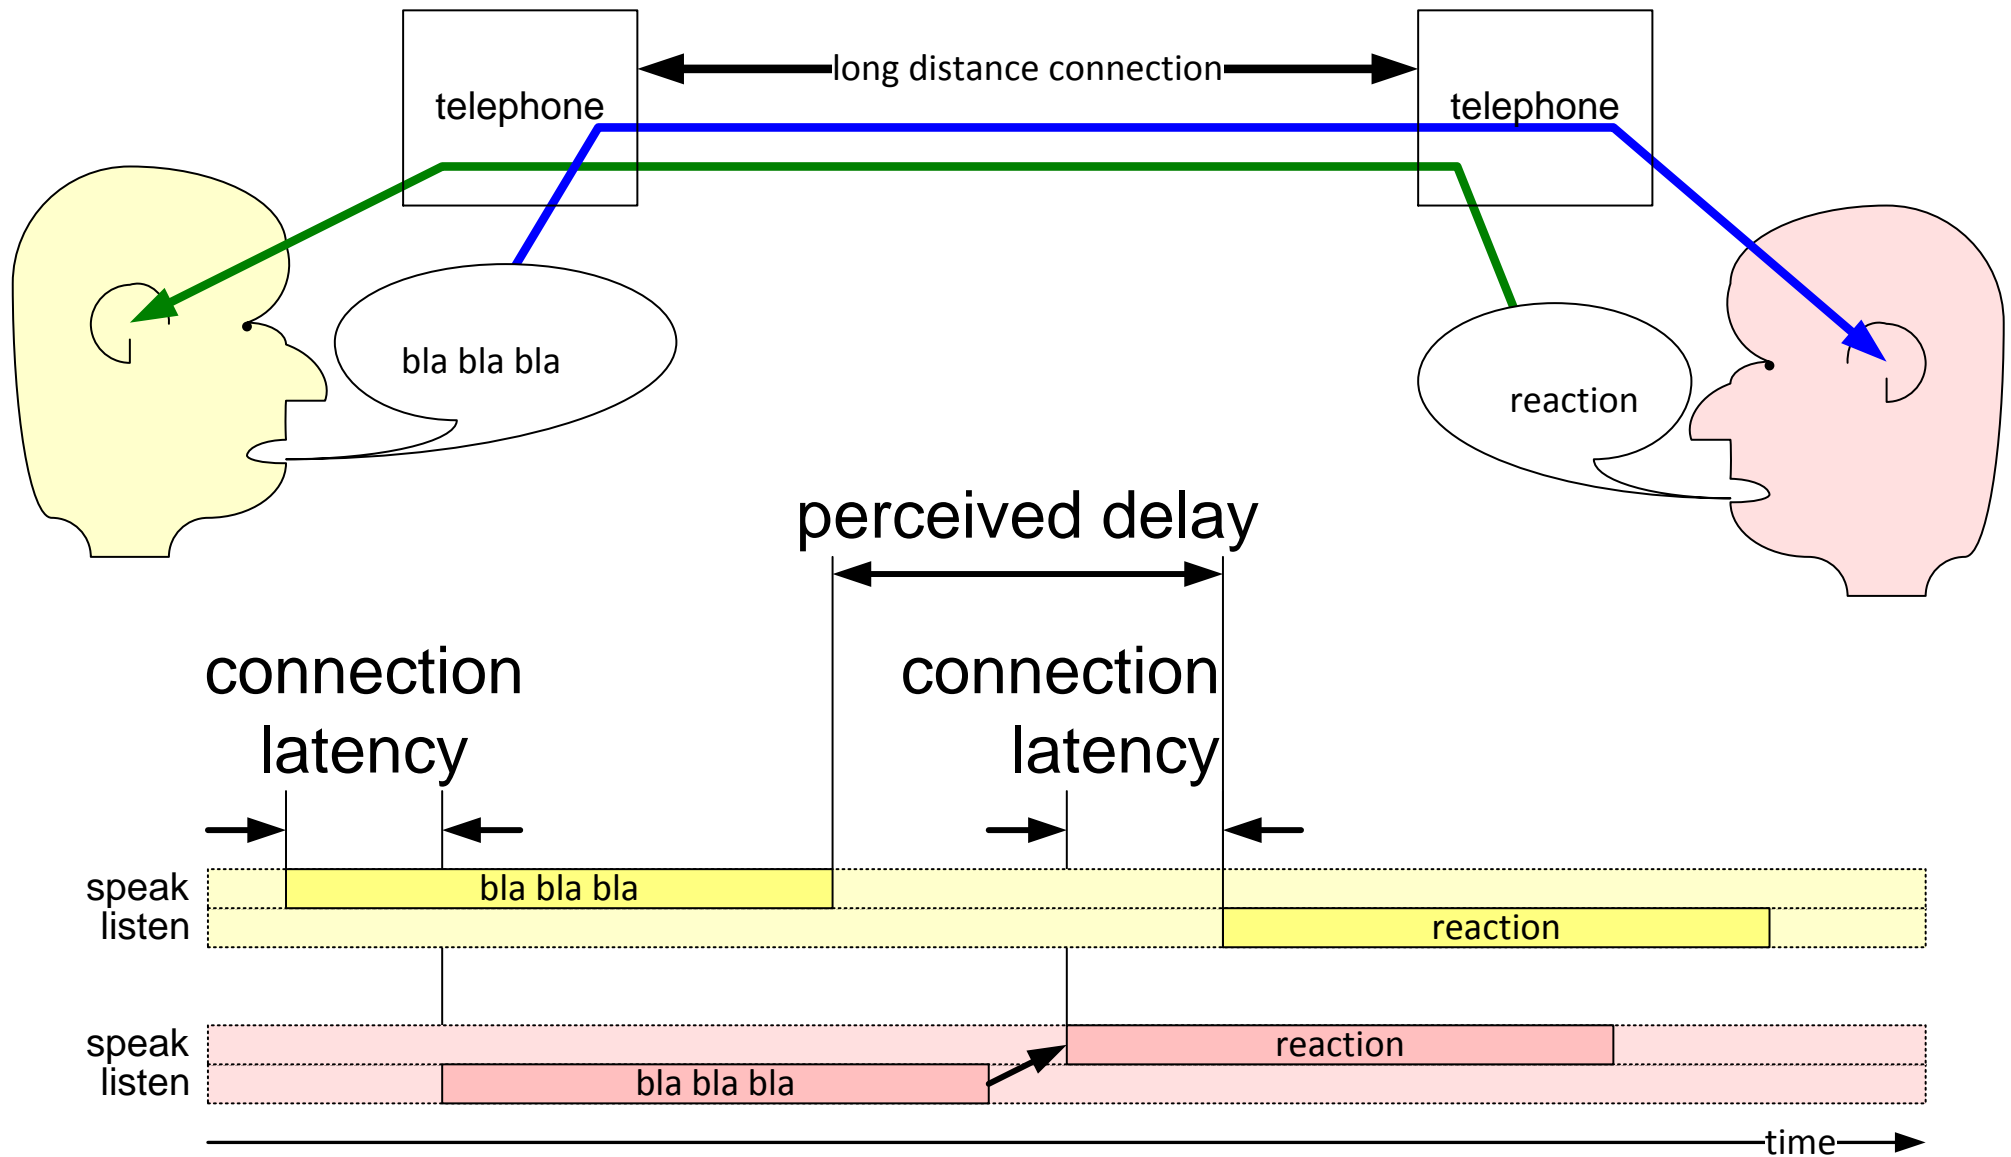 long distance connection
telephone
telephone
bla bla bla
reaction
perceived delay
connection
latency
connection
latency
speak
bla bla bla
listen
reaction
speak
reaction
listen
bla bla bla
time